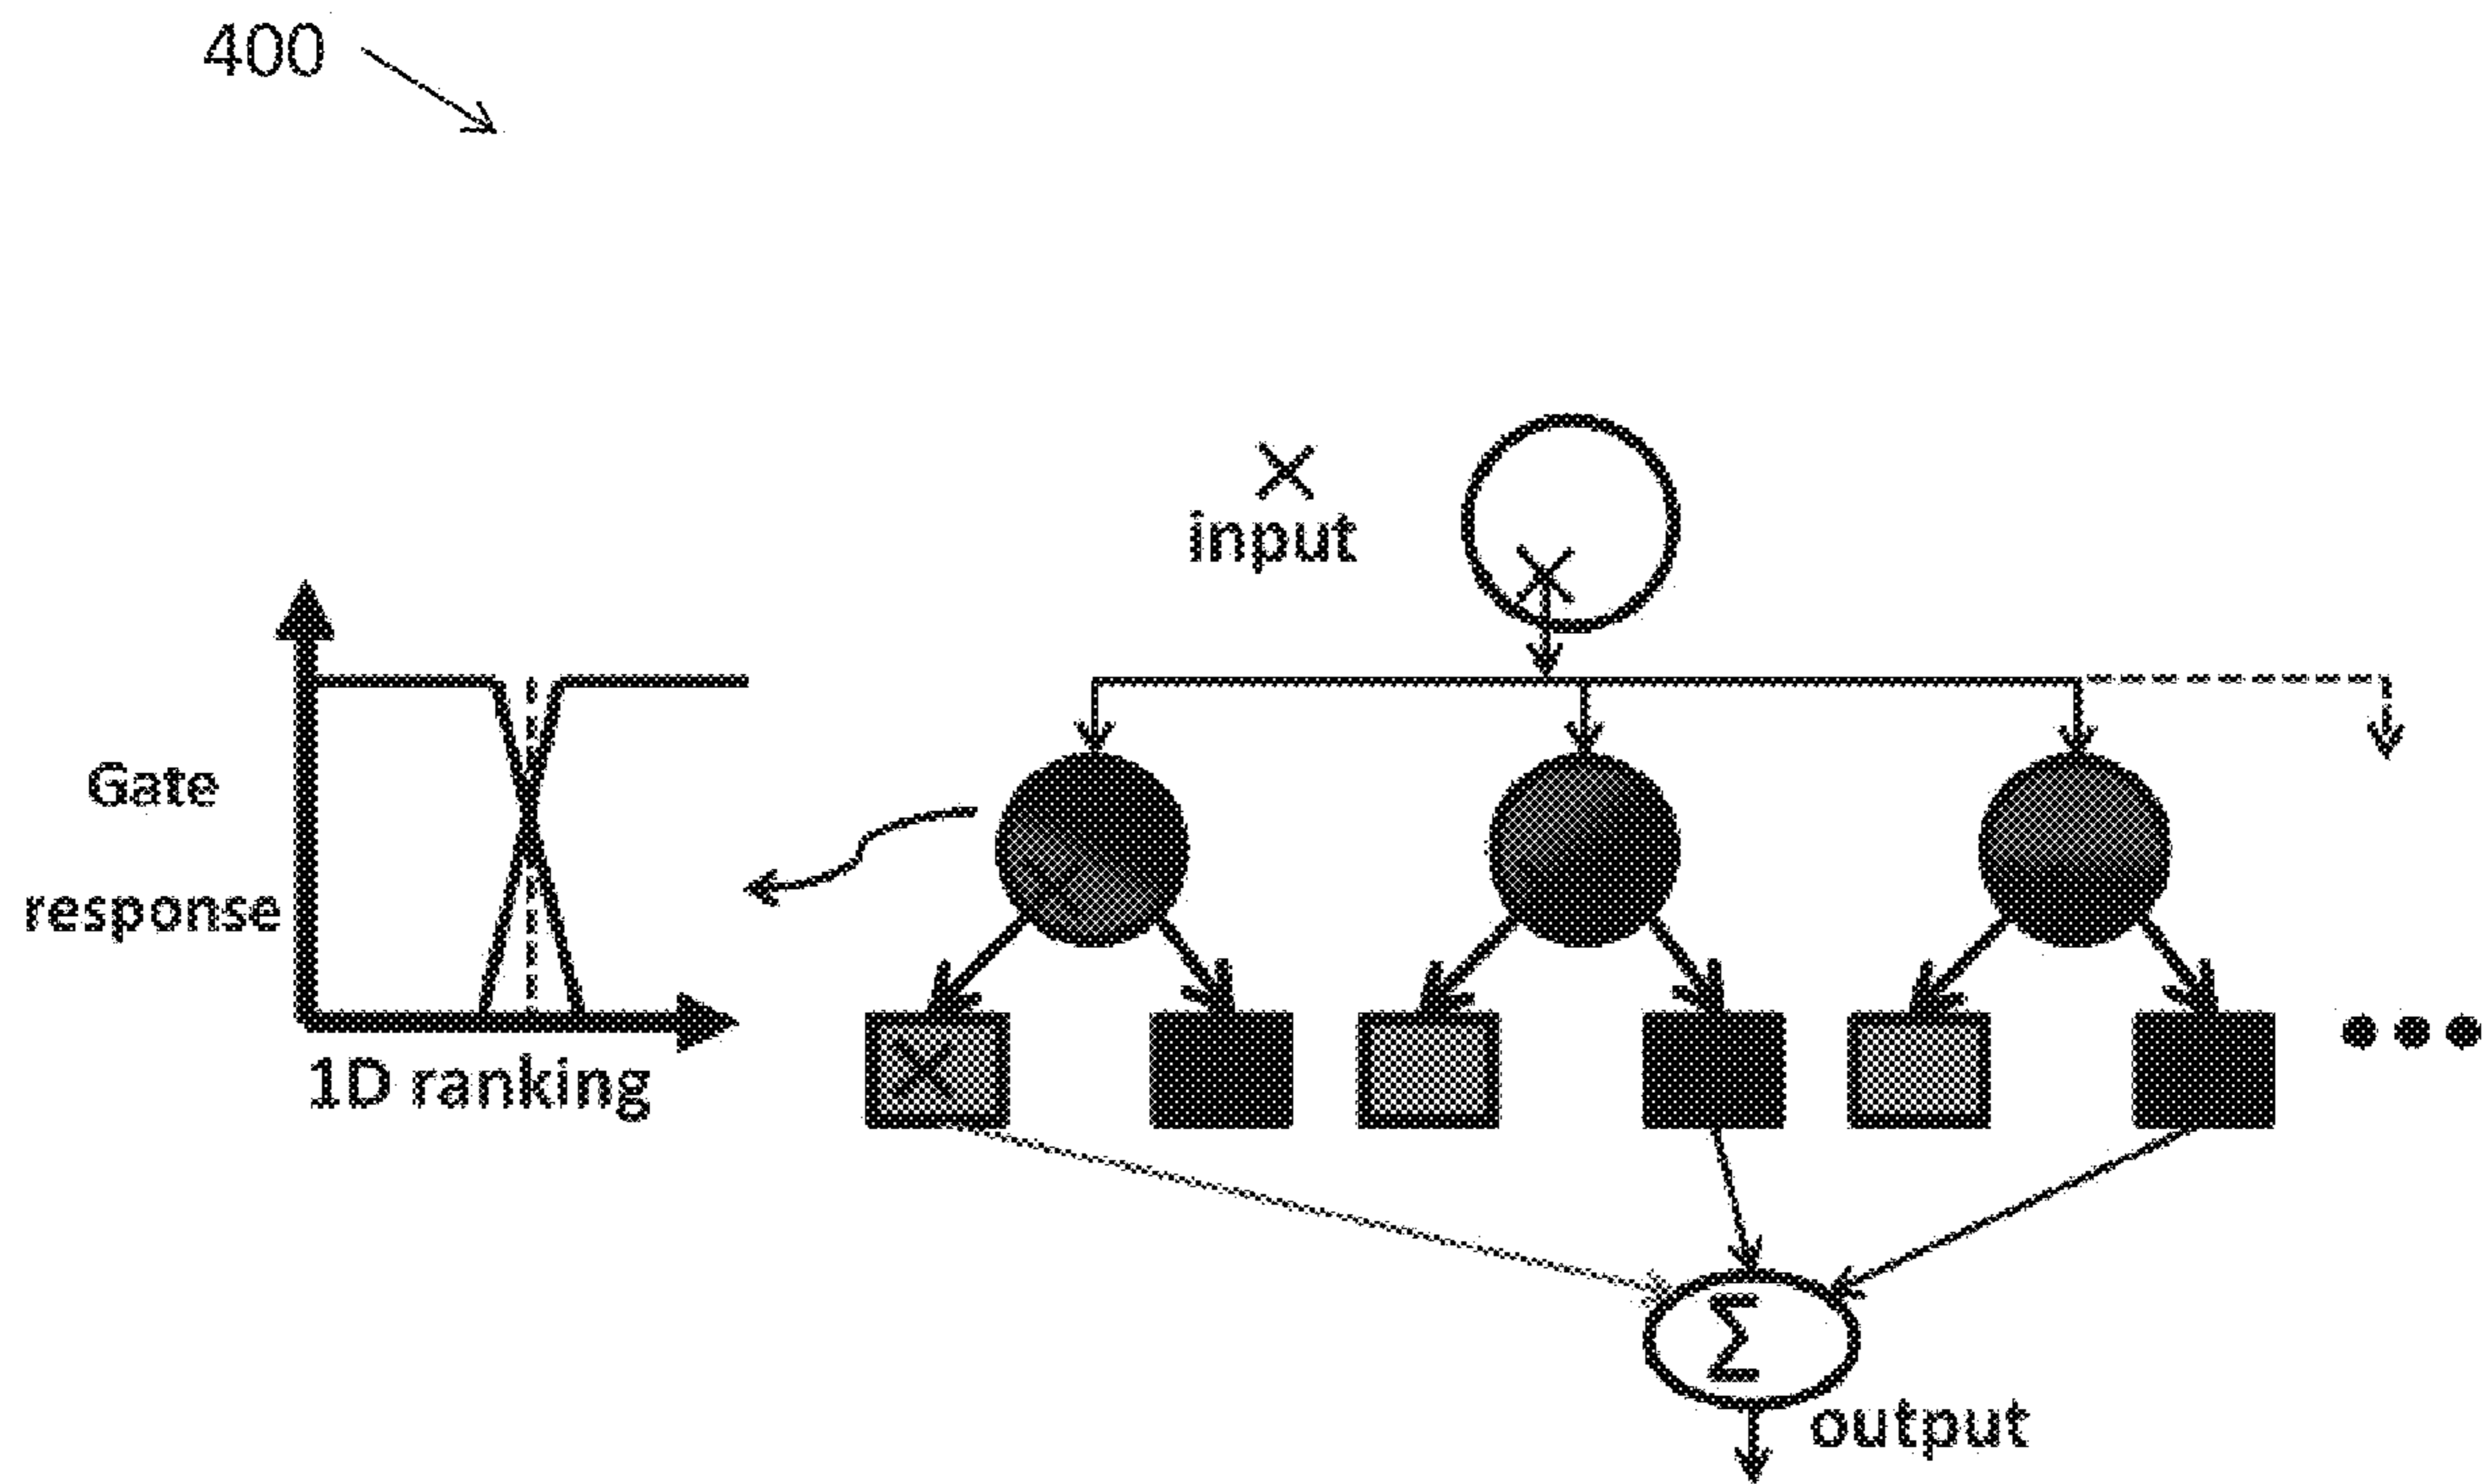 400
×
input
Gate
response
1D ranking
Σ
output